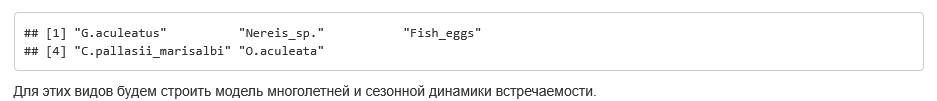 ## [1] "G.aculeatus"          "Nereis_sp."           "Fish_eggs"
## [4] "C.pallasii_marisalbi" "O.aculeata"
Для этих видов будем строить модель многолетней и сезонной динамики встречаемости.